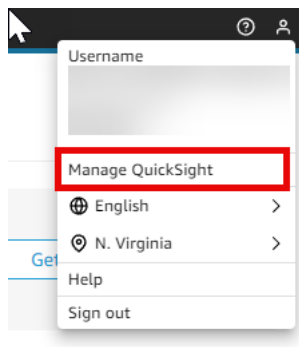 Username
Manage QuickSight
English
N. Virginia
Get
Help
Sign out